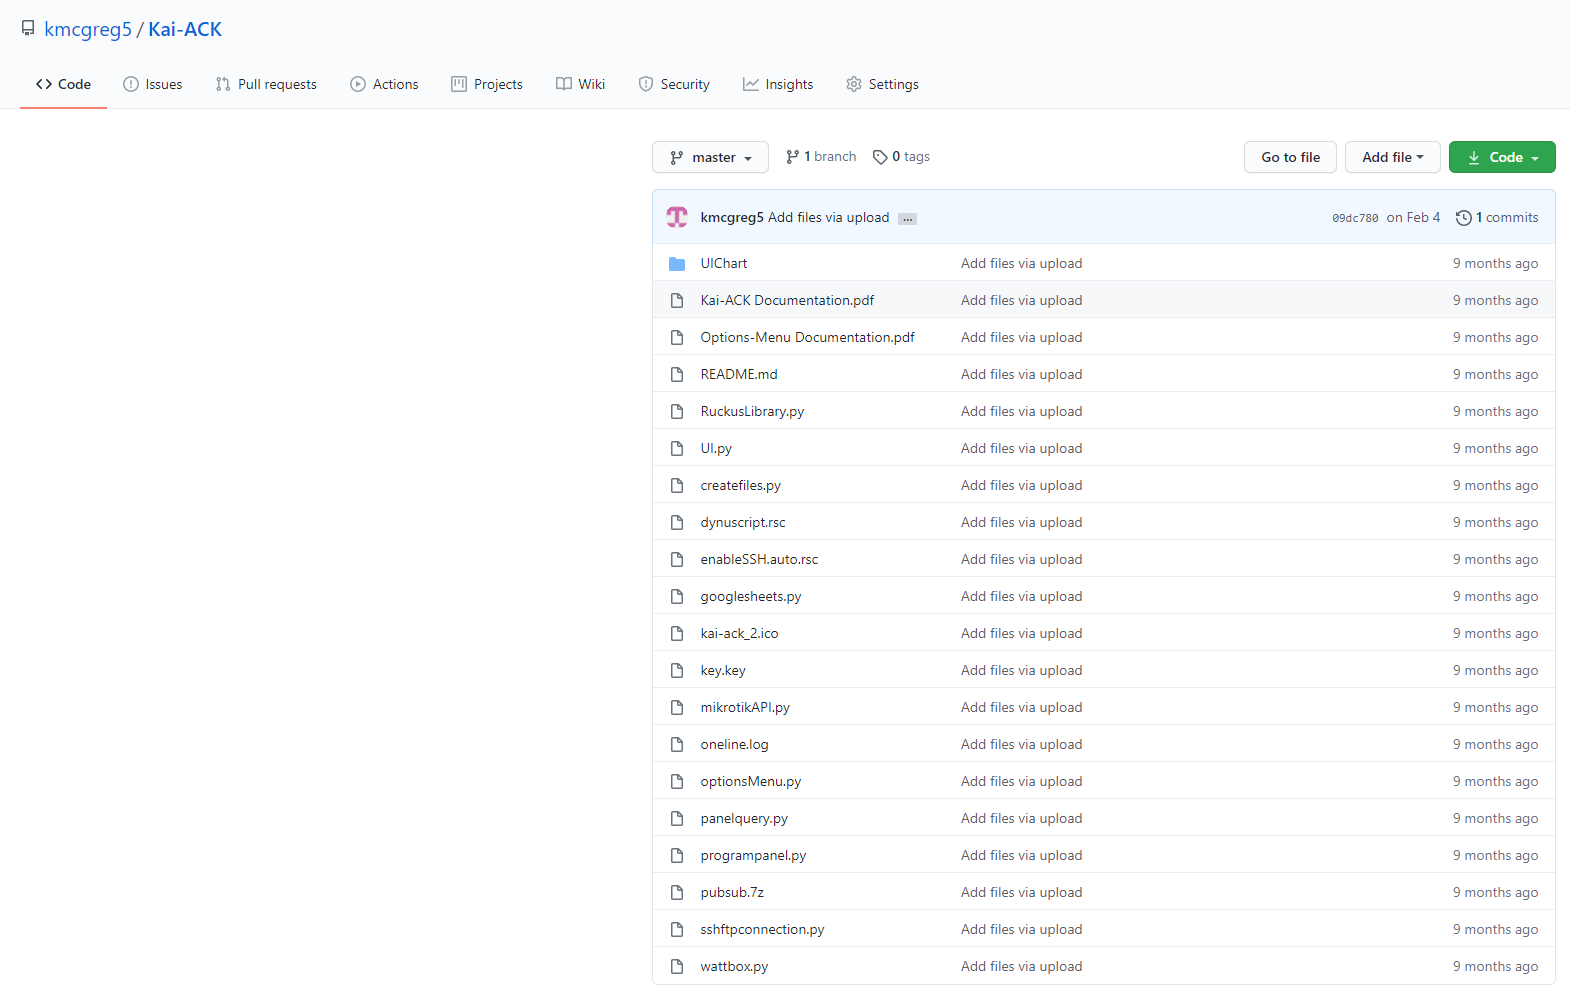 kmcgreg5 / Kai-ACK
Code Issues Pull requests Actions Projects Wiki Security Insights Settings
master 1 branch 0 tags Go to file Add file Code
kmcgreg5 Add files via upload ... 09dc780 on Feb 4 1 commits
UIChart Add files via upload 9 months ago
Kai-ACK Documentation.pdf Add files via upload 9 months ago
Options-Menu Documentation.pdf Add files via upload 9 months ago
README.md Add files via upload 9 months ago
RuckusLibrary.py Add files via upload 9 months ago
UI.py Add files via upload 9 months ago
createfiles.py Add files via upload 9 months ago
dynuscript.rsc Add files via upload 9 months ago
enableSSH.auto.rsc Add files via upload 9 months ago
googlesheets.py Add files via upload 9 months ago
kai-ack_2.ico Add files via upload 9 months ago
key.key Add files via upload 9 months ago
mikrotikAPI.py Add files via upload 9 months ago
oneline.log Add files via upload 9 months ago
optionsMenu.py Add files via upload 9 months ago
panelquery.py Add files via upload 9 months ago
programpanel.py Add files via upload 9 months ago
pubsub.7z Add files via upload 9 months ago
sshftpconnection.py Add files via upload 9 months ago
wattbox.py Add files via upload 9 months ago